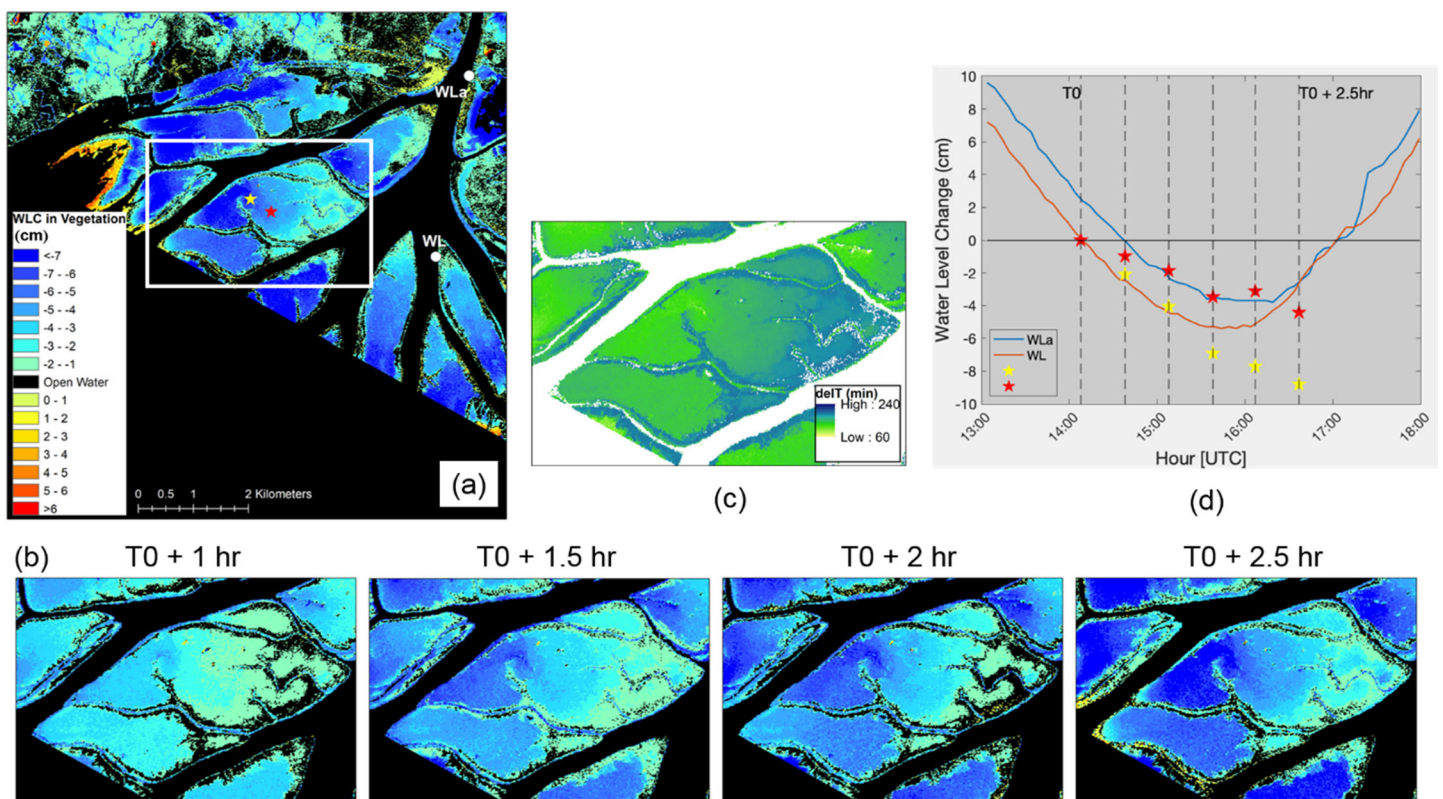 WLa
WL
WLC in Vegetation
(cm)
<-7
-7 - -6
-6 - -5
-5 - -4
-4 - -3
-3 - -2
-2 - -1
Open Water
0 - 1
1 - 2
2 - 3
3 - 4
4 - 5
5 - 6
>6
0 0.5 1 2 Kilometers
(a)
delT (min)
High : 240
Low : 60
(c)
T0
T0 + 2.5hr
Water Level Change (cm)
10
8
6
4
2
0
-2
-4
-6
-8
-10
WLa
WL
13:00 14:00 15:00 16:00 17:00 18:00
Hour [UTC]
(d)
(b)
T0 + 1 hr
T0 + 1.5 hr
T0 + 2 hr
T0 + 2.5 hr